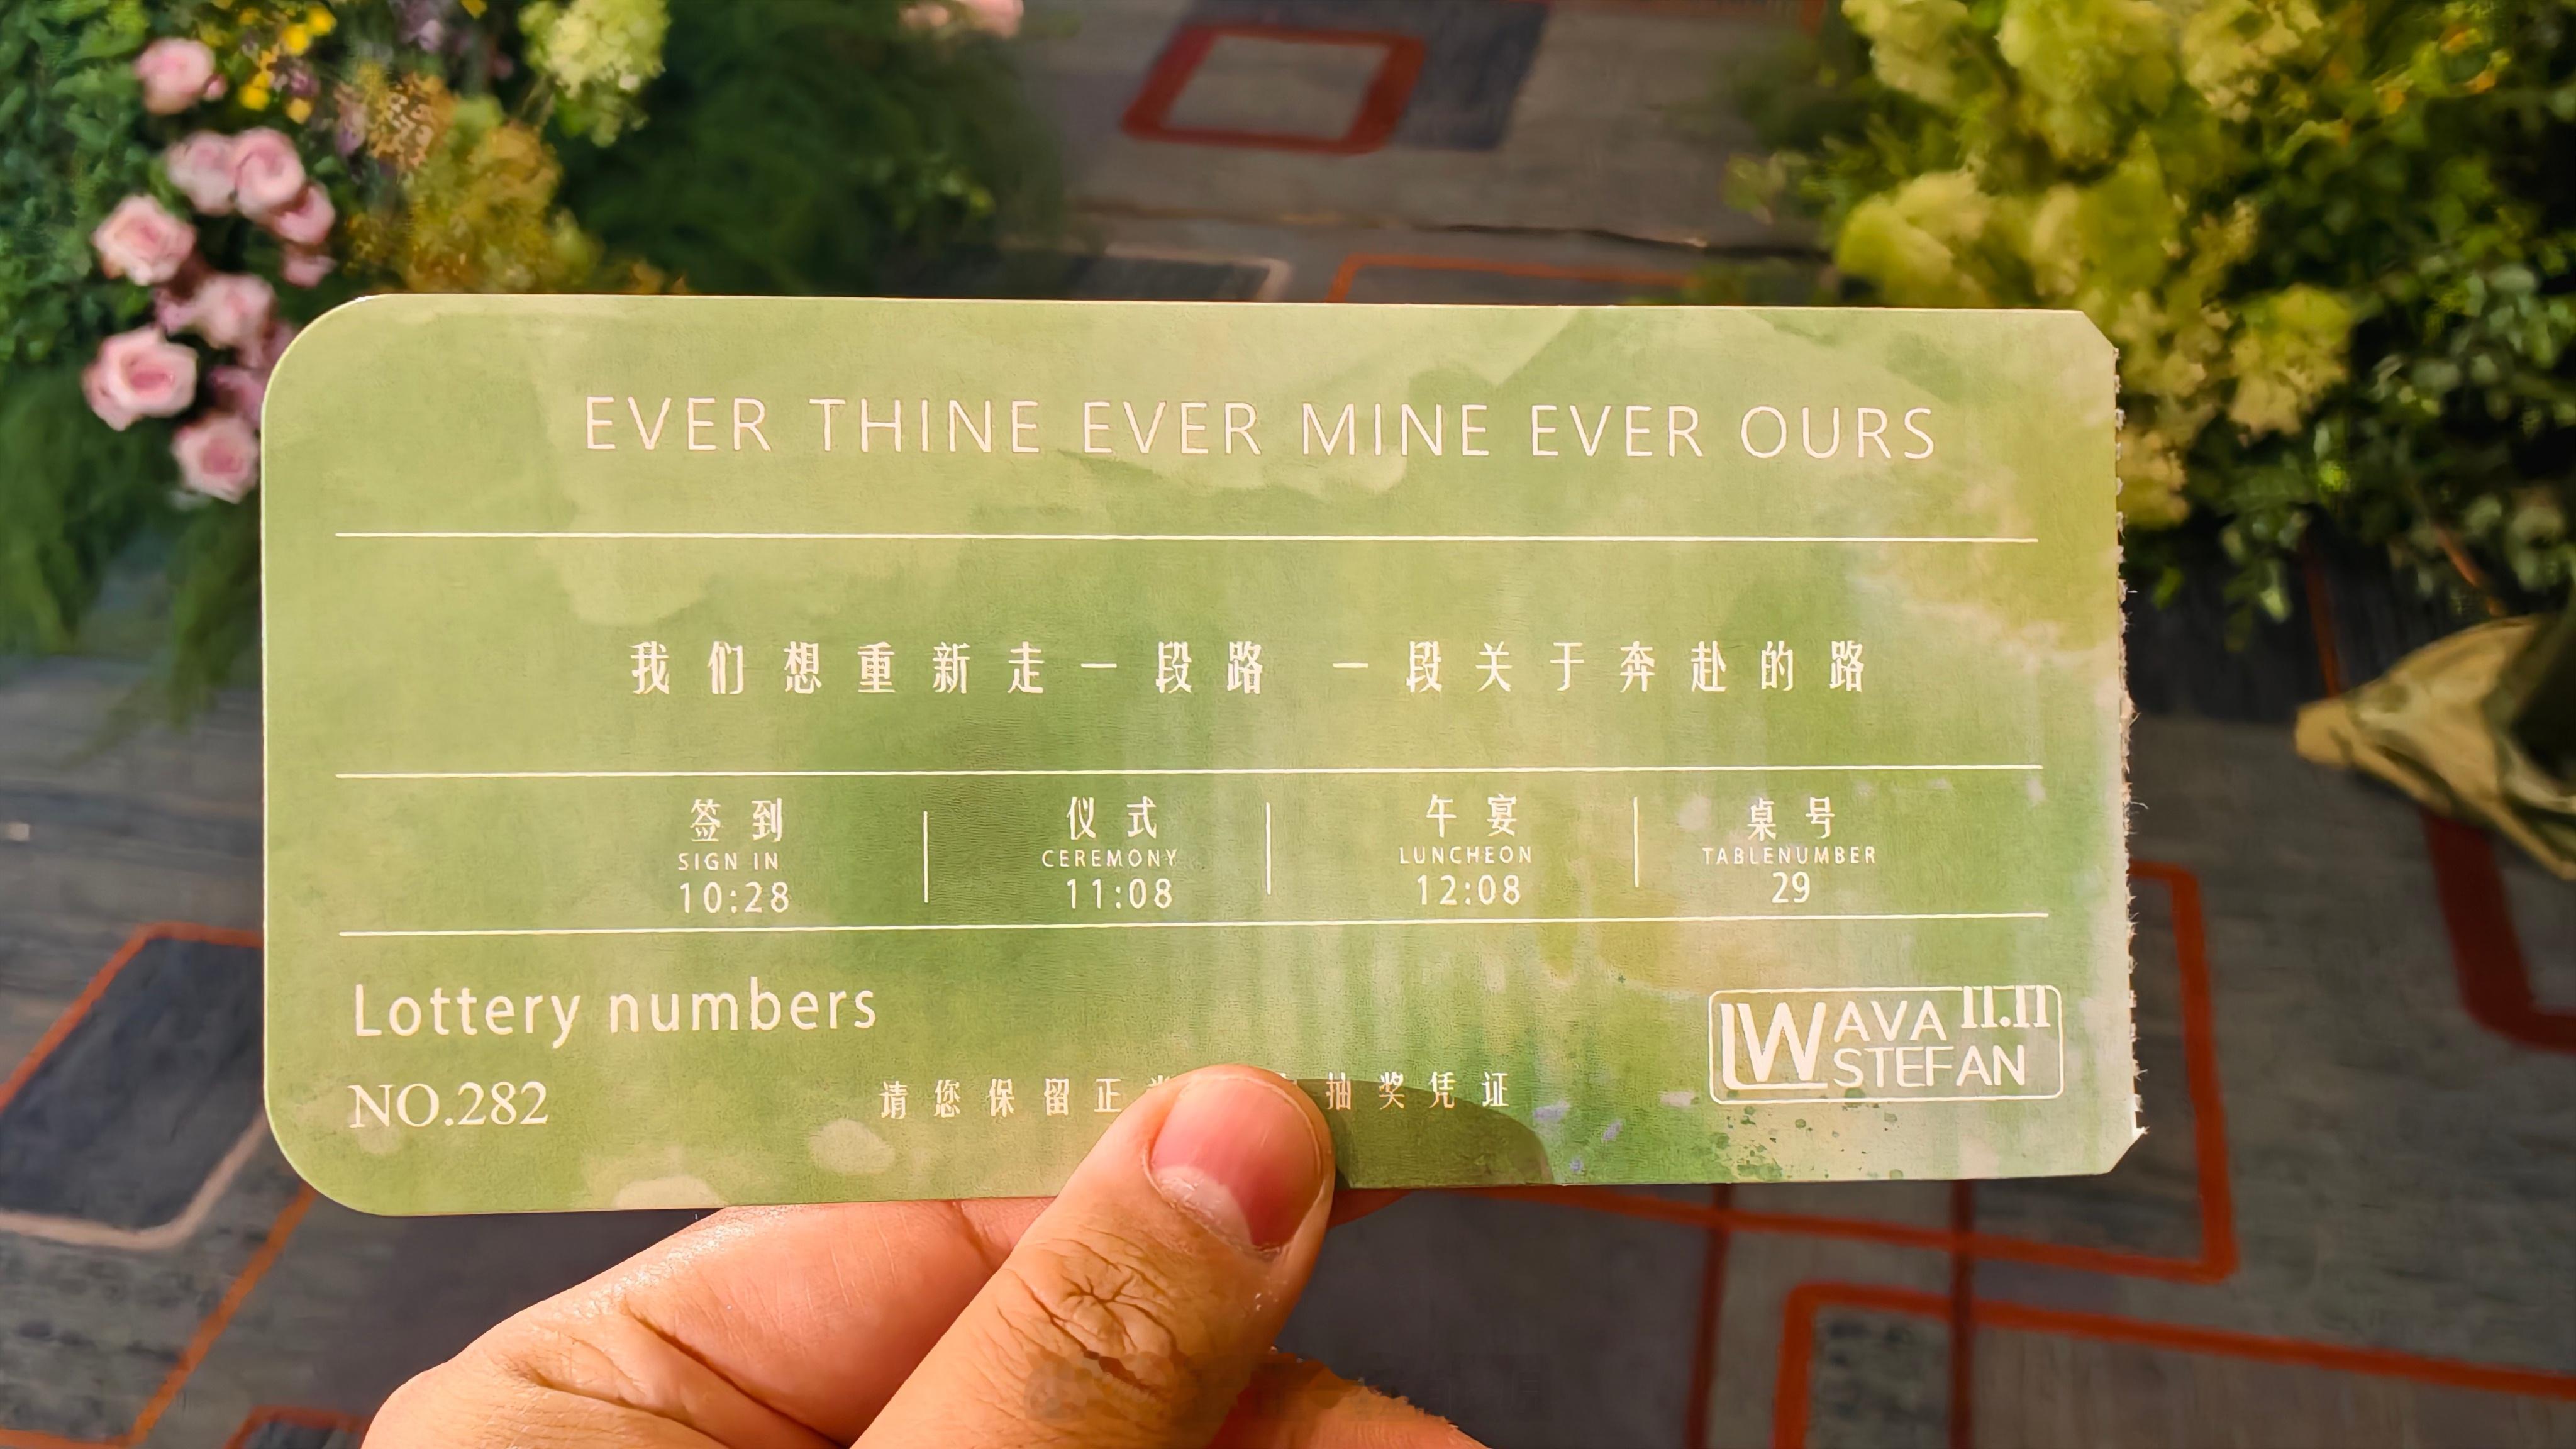 EVER THINE EVER MINE EVER OURS
我们想重新走一段路 一段关于奔赴的路
签到 仪式 午宴 桌号
SIGN IN CEREMONY LUNCHEON TABLENUMBER
10:28 11:08 12:08 29
Lottery numbers
NO.282
请您保留正 抽奖凭证
LW AVA 11.11
STEFAN